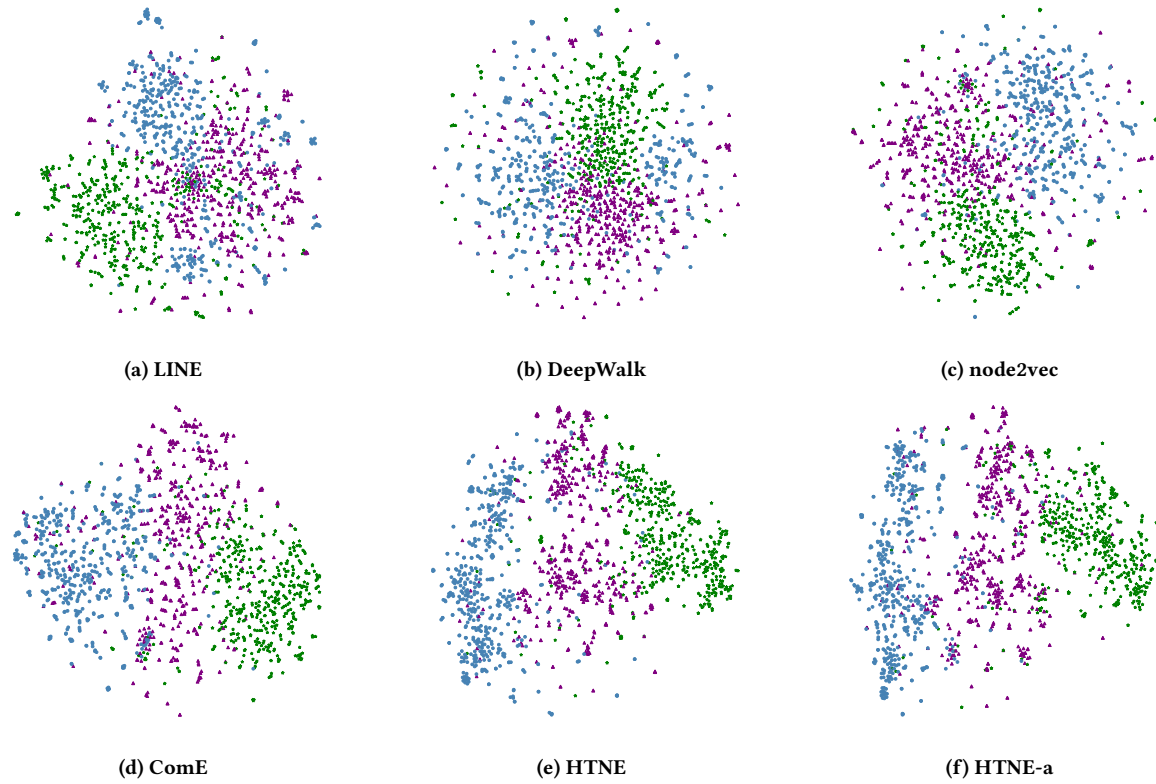 (a) LINE
(b) DeepWalk
(c) node2vec
(d) ComE
(e) HTNE
(f) HTNE-a